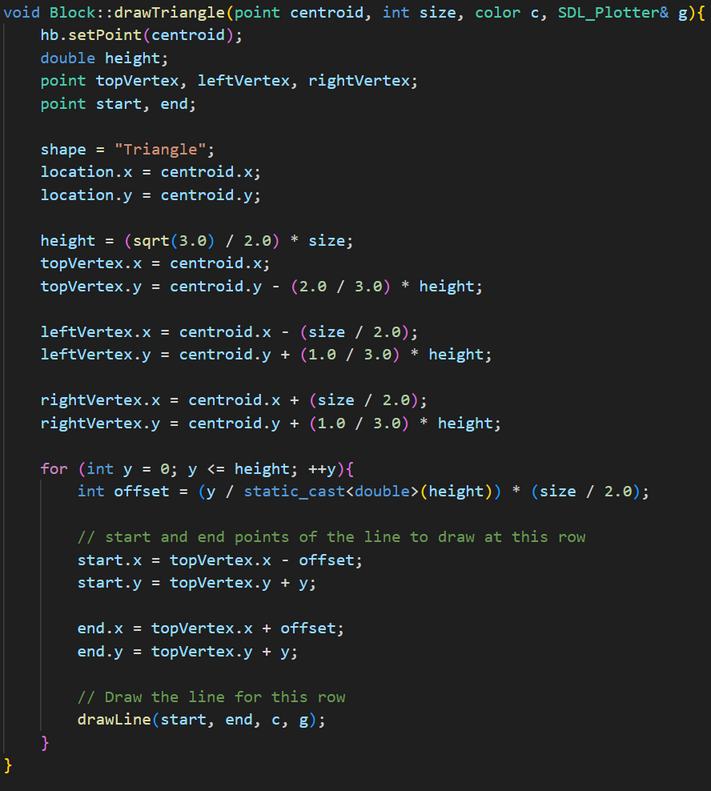 void Block::drawTriangle(point centroid, int size, color c, SDL_Plotter& g){
    hb.setPoint(centroid);
    double height;
    point topVertex, leftVertex, rightVertex;
    point start, end;

    shape = "Triangle";
    location.x = centroid.x;
    location.y = centroid.y;

    height = (sqrt(3.0) / 2.0) * size;
    topVertex.x = centroid.x;
    topVertex.y = centroid.y - (2.0 / 3.0) * height;

    leftVertex.x = centroid.x - (size / 2.0);
    leftVertex.y = centroid.y + (1.0 / 3.0) * height;

    rightVertex.x = centroid.x + (size / 2.0);
    rightVertex.y = centroid.y + (1.0 / 3.0) * height;

    for (int y = 0; y <= height; ++y){
        int offset = (y / static_cast<double>(height)) * (size / 2.0);

        // start and end points of the line to draw at this row
        start.x = topVertex.x - offset;
        start.y = topVertex.y + y;

        end.x = topVertex.x + offset;
        end.y = topVertex.y + y;

        // Draw the line for this row
        drawLine(start, end, c, g);
    }
}